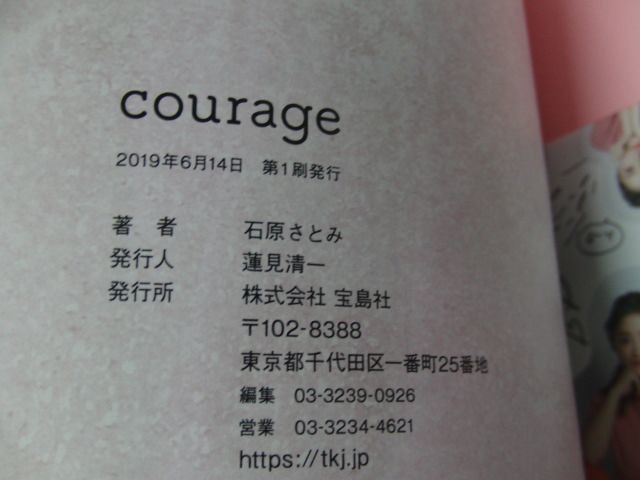 courage
2019年6月14日　第1刷発行
著　者　石原さとみ
発行人　蓮見清一
発行所　株式会社 宝島社
〒102-8388
東京都千代田区一番町25番地
編集　03-3239-0926
営業　03-3234-4621
https://tkj.jp